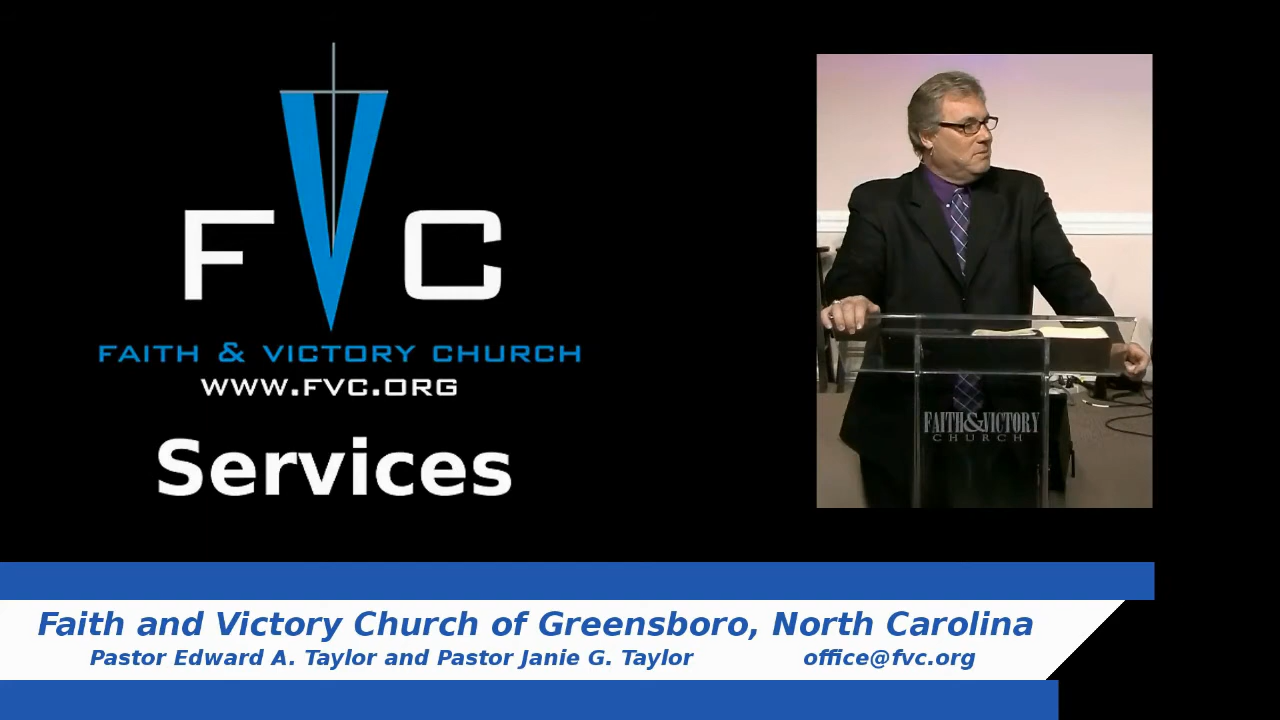 F V C
FAITH & VICTORY CHURCH
WWW.FVC.ORG
Services
FAITH&VICTORY
CHURCH
Faith and Victory Church of Greensboro, North Carolina
Pastor Edward A. Taylor and Pastor Janie G. Taylor office@fvc.org